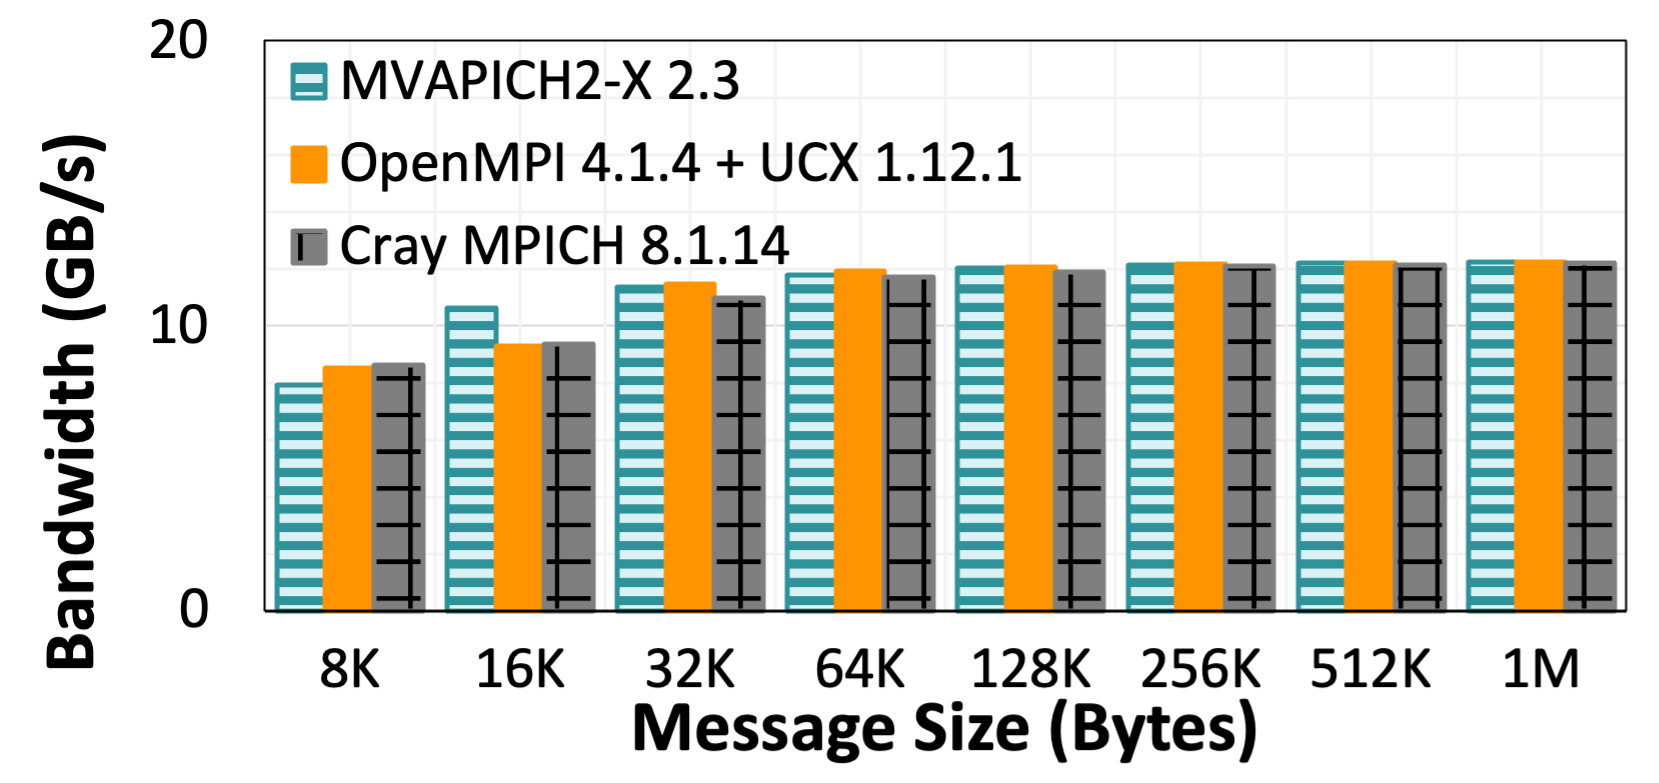 20
MVAPICH2-X 2.3
OpenMPI 4.1.4 + UCX 1.12.1
Cray MPICH 8.1.14
10
0
Bandwidth (GB/s)
8K 16K 32K 64K 128K 256K 512K 1M
Message Size (Bytes)